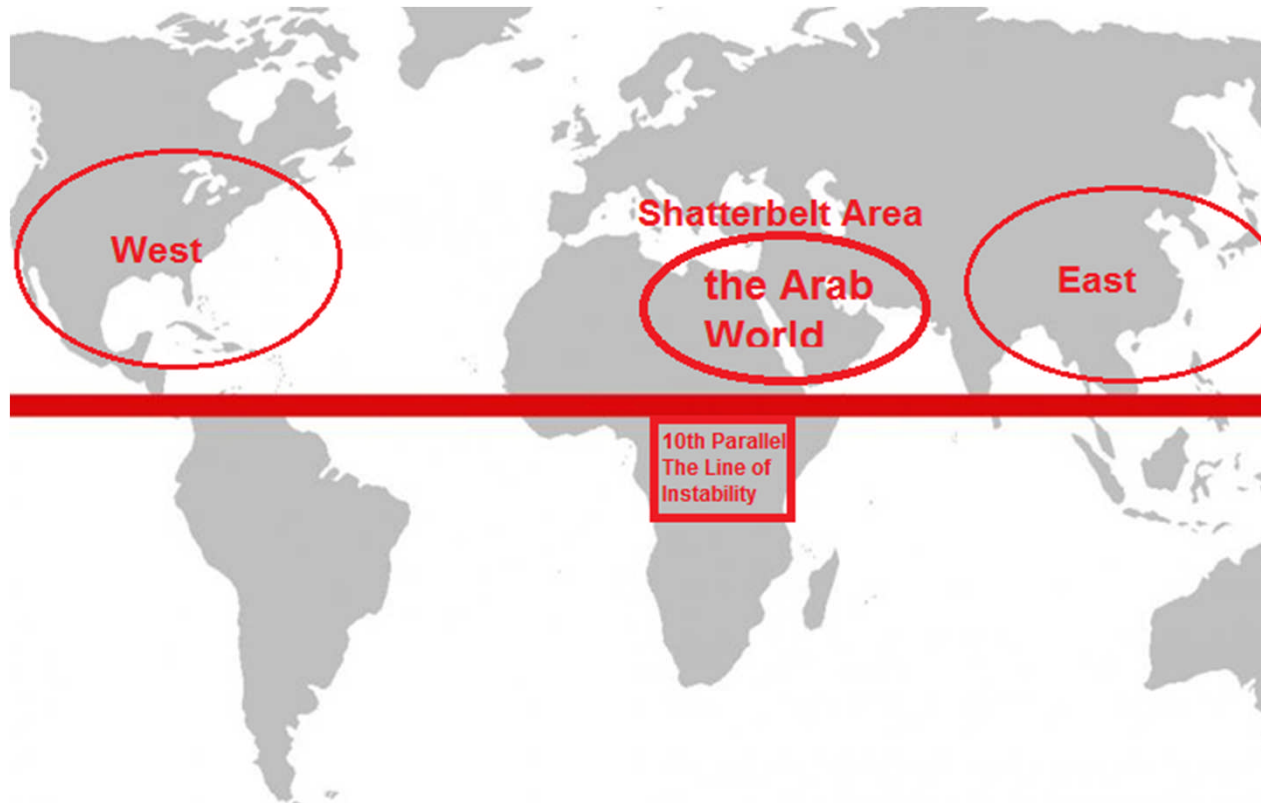 Shatterbelt Area
West
the Arab
World
East
10th Parallel
The Line of
Instability